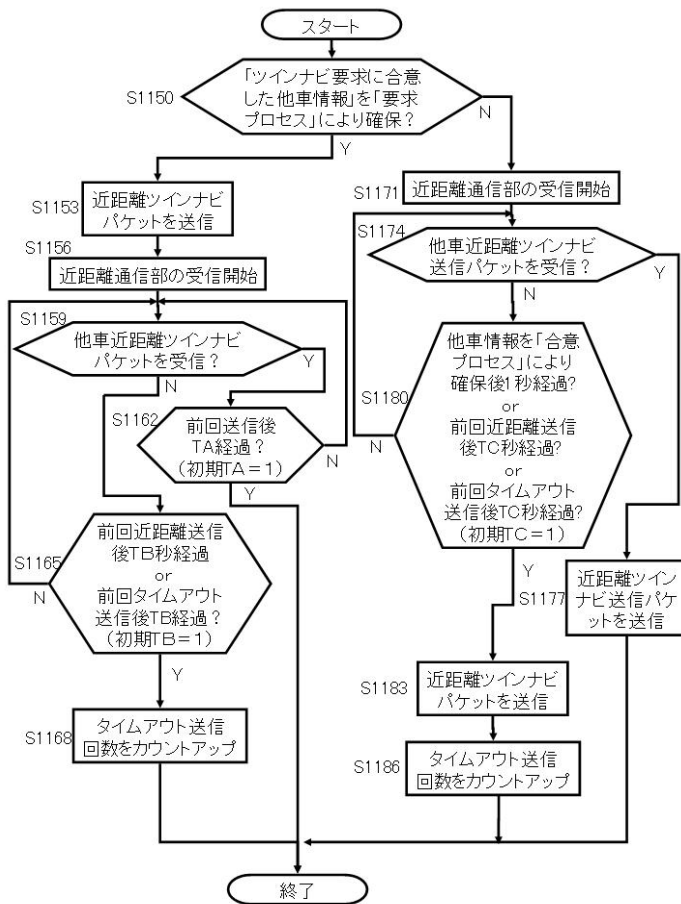 スタート
S1150
「ツインナビ要求に合意
した他車情報」を「要求
プロセス」により確保？
N
Y
S1153
近距離ツインナビ
パケットを送信
S1156
近距離通信部の受信開始
S1159
他車近距離ツインナビ
パケットを受信？
Y
N
S1162
前回送信後
TA経過？
（初期TA＝1）
N
Y
S1165
前回近距離送信
後TB秒経過
or
前回タイムアウト
送信後TB経過？
（初期TB＝1）
N
Y
S1168
タイムアウト送信
回数をカウントアップ
S1171
近距離通信部の受信開始
S1174
他車近距離ツインナビ
送信パケットを受信？
Y
N
S1180
他車情報を「合意
プロセス」により
確保後1秒経過?
or
前回近距離送信
後TC秒経過?
or
前回タイムアウト
送信後TC秒経過?
（初期TC＝1）
N
Y
S1177
近距離ツイン
ナビ送信パケ
ットを送信
S1183
近距離ツインナビ
パケットを送信
S1186
タイムアウト送信
回数をカウントアップ
終了